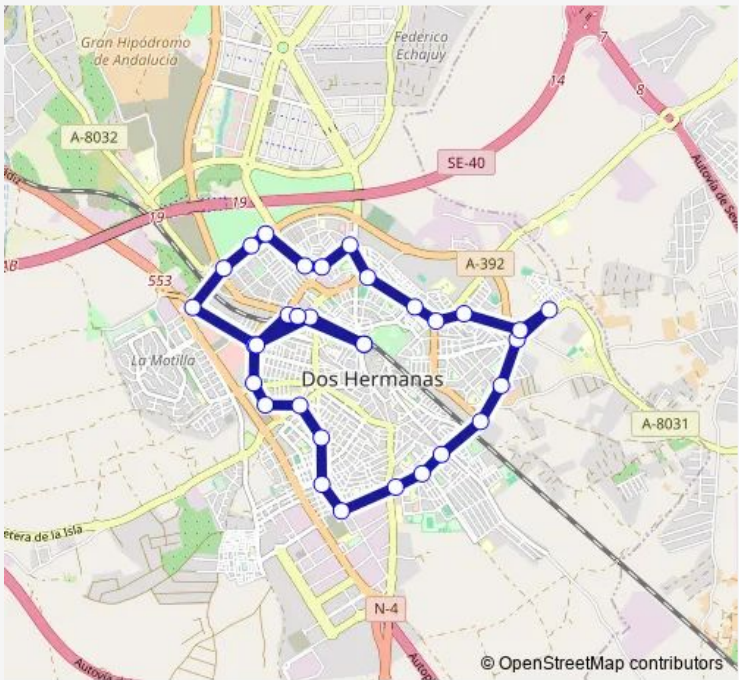 Gran Hipódromo
de Andalucía
Federico
Echajuy
7
14
8
A-8032
SE-40
Autovía de Sev
19
19
A-392
553
La Motilla
Dos Hermanas
A-8031
etera de la Isla
N-4
Autop
© OpenStreetMap contributors